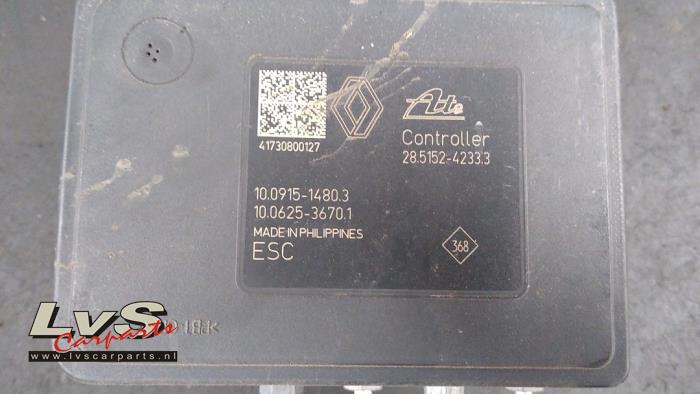 Ate
Controller
28.5152-4233.3
41730800127
10.0915-1480.3
10.0625-3670.1
MADE IN PHILIPPINES
ESC
368
LvS
Carparts
www.lvscarparts.nl